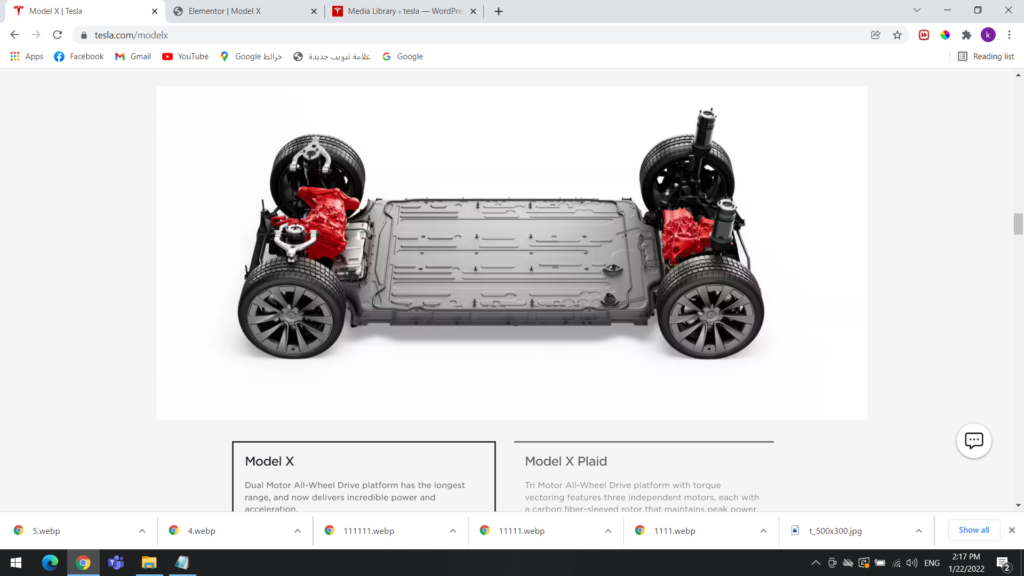 Model X | Tesla
Elementor | Model X
Media Library ‹ tesla — WordPre
tesla.com/modelx
k
Apps
Facebook
Gmail
YouTube
Google خرائط
علامة تبويب جديدة
Google
Reading list
Model X
Dual Motor All-Wheel Drive platform has the longest
range, and now delivers incredible power and
acceleration.
Model X Plaid
Tri Motor All-Wheel Drive platform with torque
vectoring features three independent motors, each with
a carbon fiber-sleeved rotor that maintains peak power
5.webp
4.webp
111111.webp
11111.webp
1111.webp
t_500x300.jpg
Show all
ENG
2:17 PM
1/22/2022
2